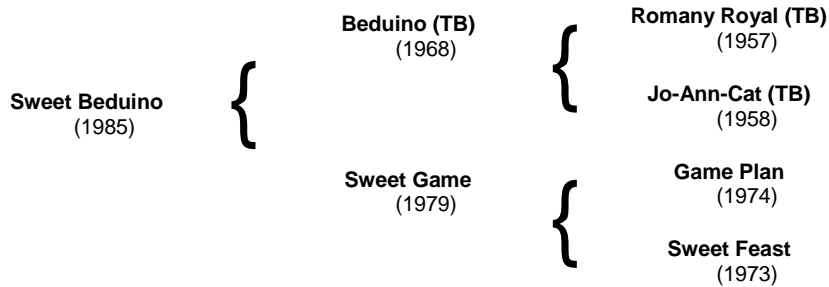 Sweet Beduino
(1985)
Beduino (TB)
(1968)
Sweet Game
(1979)
Romany Royal (TB)
(1957)
Jo-Ann-Cat (TB)
(1958)
Game Plan
(1974)
Sweet Feast
(1973)